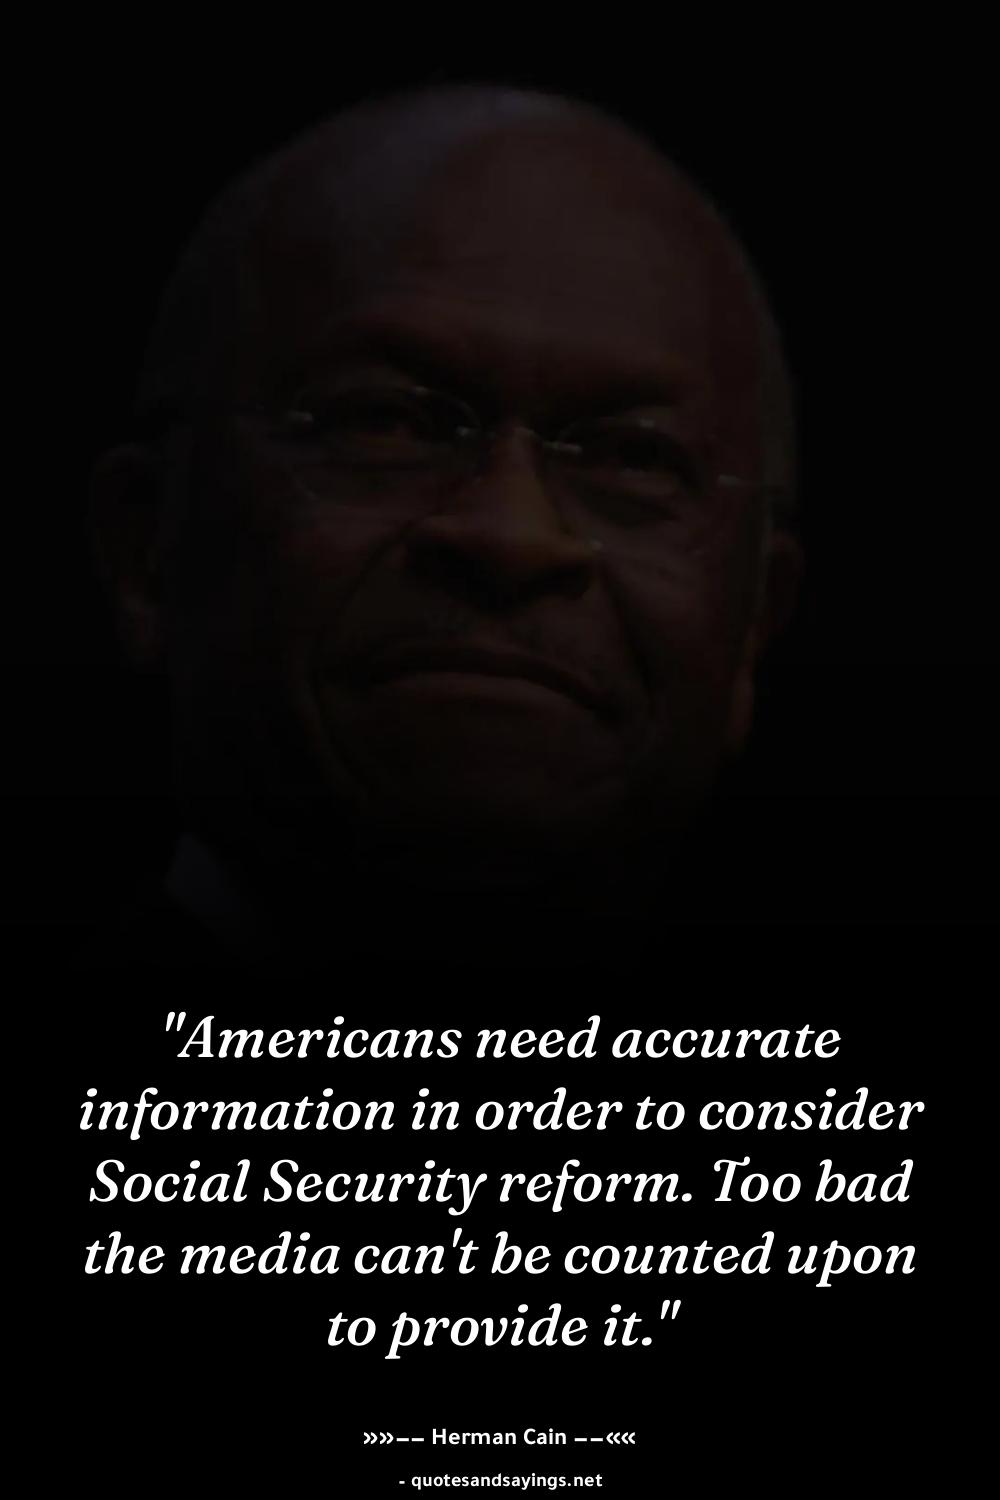 "Americans need accurate
information in order to consider
Social Security reform. Too bad
the media can't be counted upon
to provide it."
»»−− Herman Cain −−««
- quotesandsayings.net